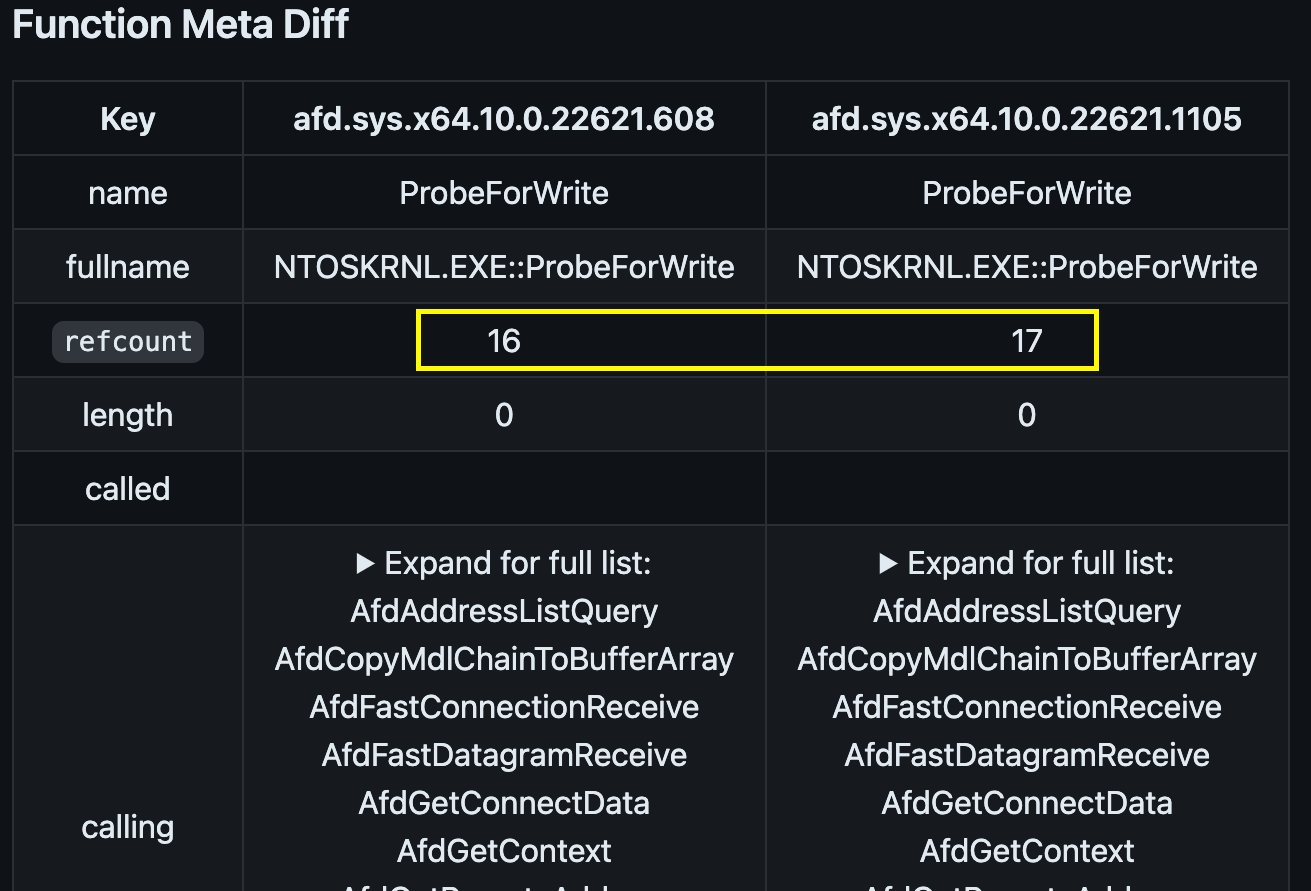 Function Meta Diff
Key afd.sys.x64.10.0.22621.608 afd.sys.x64.10.0.22621.1105
name ProbeForWrite ProbeForWrite
fullname NTOSKRNL.EXE::ProbeForWrite NTOSKRNL.EXE::ProbeForWrite
refcount 16 17
length 0 0
called
▶ Expand for full list: ▶ Expand for full list:
AfdAddressListQuery AfdAddressListQuery
AfdCopyMdlChainToBufferArray AfdCopyMdlChainToBufferArray
AfdFastConnectionReceive AfdFastConnectionReceive
AfdFastDatagramReceive AfdFastDatagramReceive
AfdGetConnectData AfdGetConnectData
calling
AfdGetContext AfdGetContext